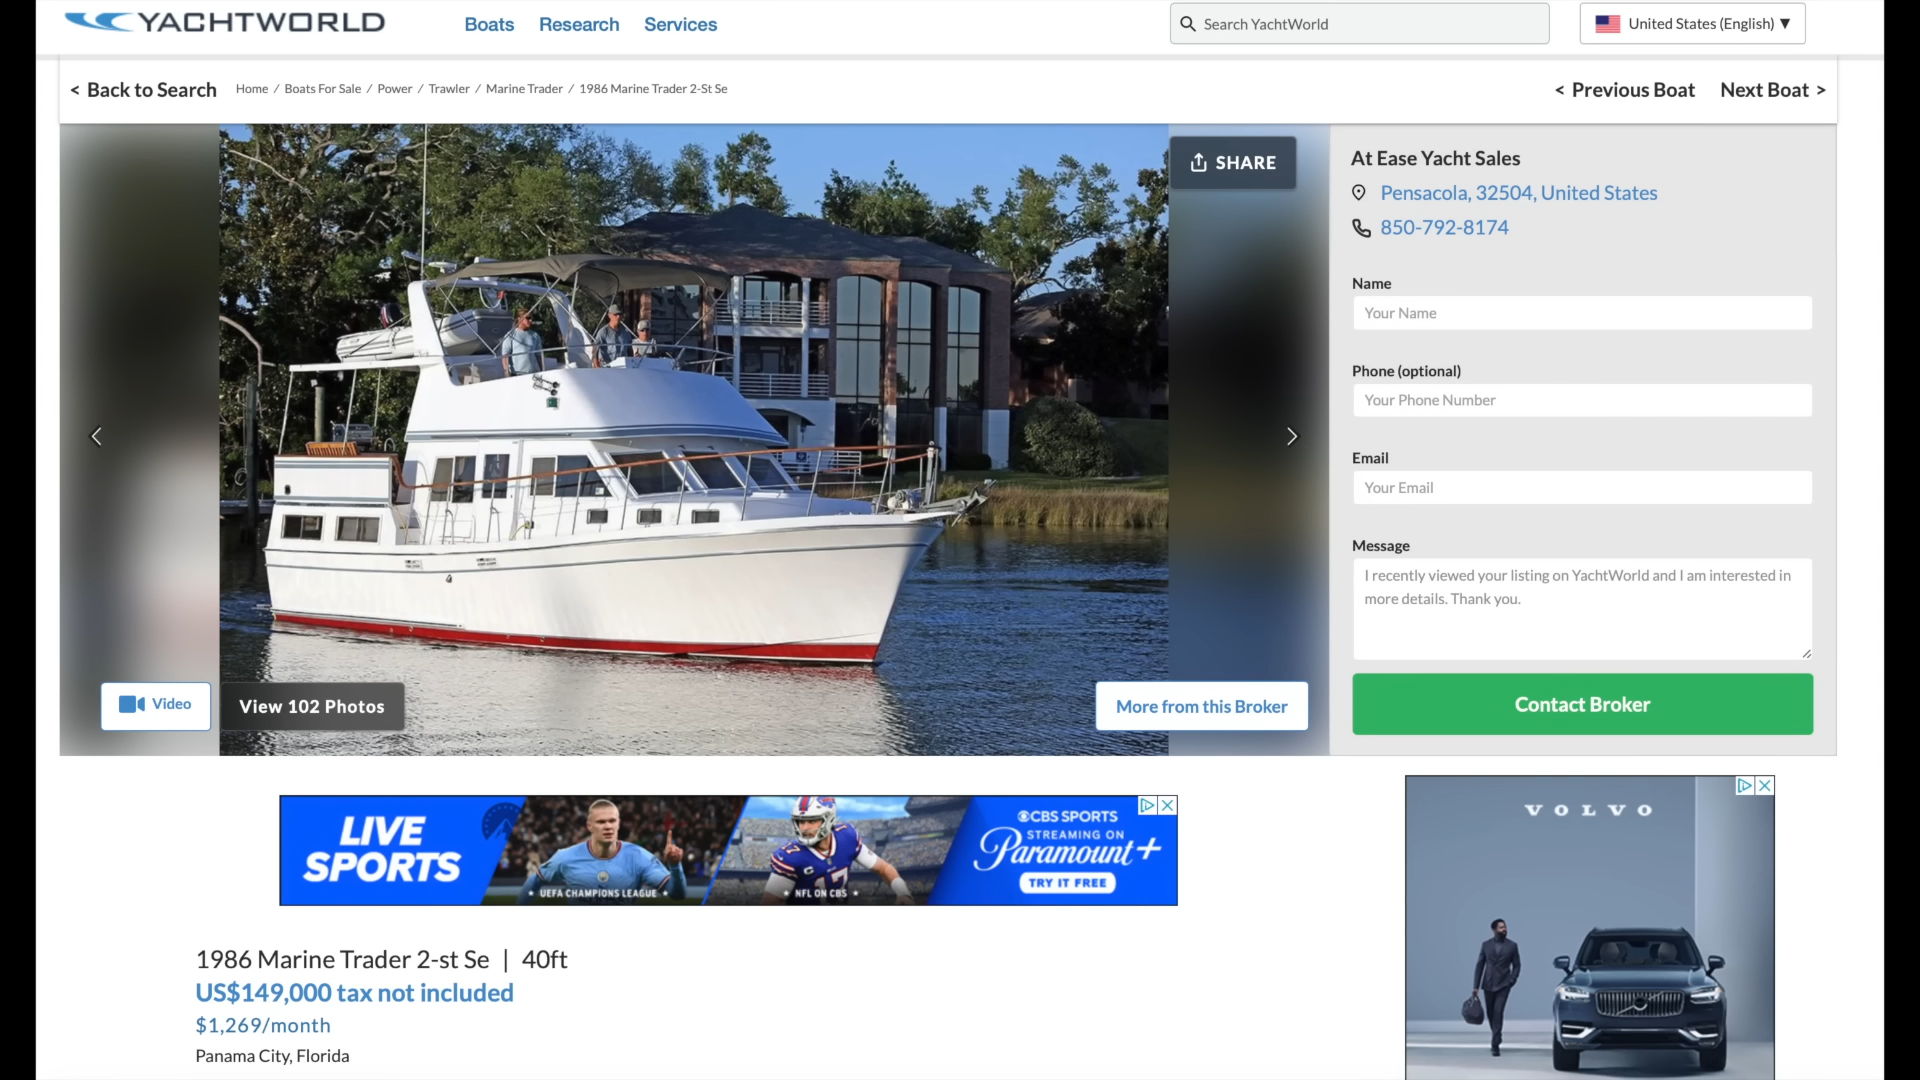 YACHTWORLD
Boats Research Services
Search YachtWorld
United States (English) ▼
< Back to Search
Home / Boats For Sale / Power / Trawler / Marine Trader / 1986 Marine Trader 2-St Se
< Previous Boat Next Boat >
SHARE
Video
View 102 Photos
More from this Broker
At Ease Yacht Sales
Pensacola, 32504, United States
850-792-8174
Name
Your Name
Phone (optional)
Your Phone Number
Email
Your Email
Message
I recently viewed your listing on YachtWorld and I am interested in
more details. Thank you.
Contact Broker
LIVE
SPORTS
★ UEFA CHAMPIONS LEAGUE ★
17
★ NFL ON CBS ★
CBS SPORTS
STREAMING ON
Paramount+
TRY IT FREE
VOLVO
1986 Marine Trader 2-st Se | 40ft
US$149,000 tax not included
$1,269/month
Panama City, Florida